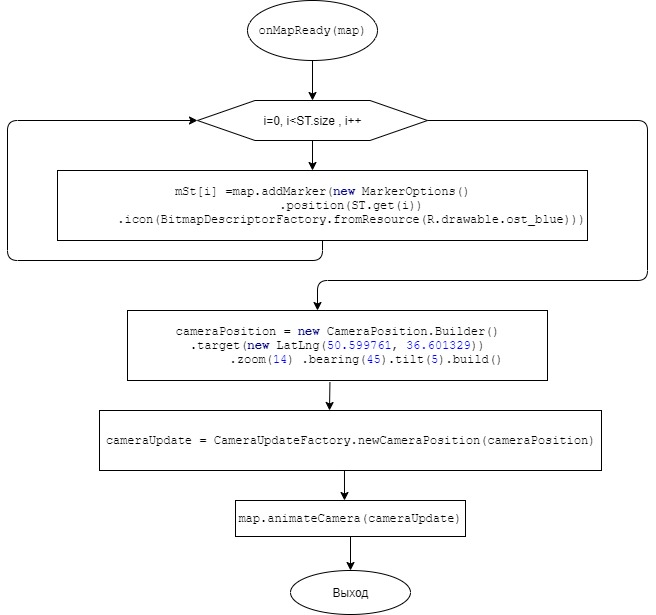 onMapReady(map)
i=0, i<ST.size , i++
mSt[i] =map.addMarker(new MarkerOptions()
.position(ST.get(i))
.icon(BitmapDescriptorFactory.fromResource(R.drawable.ost_blue)))
cameraPosition = new CameraPosition.Builder()
.target(new LatLng(50.599761, 36.601329))
.zoom(14) .bearing(45).tilt(5).build()
cameraUpdate = CameraUpdateFactory.newCameraPosition(cameraPosition)
map.animateCamera(cameraUpdate)
Выход